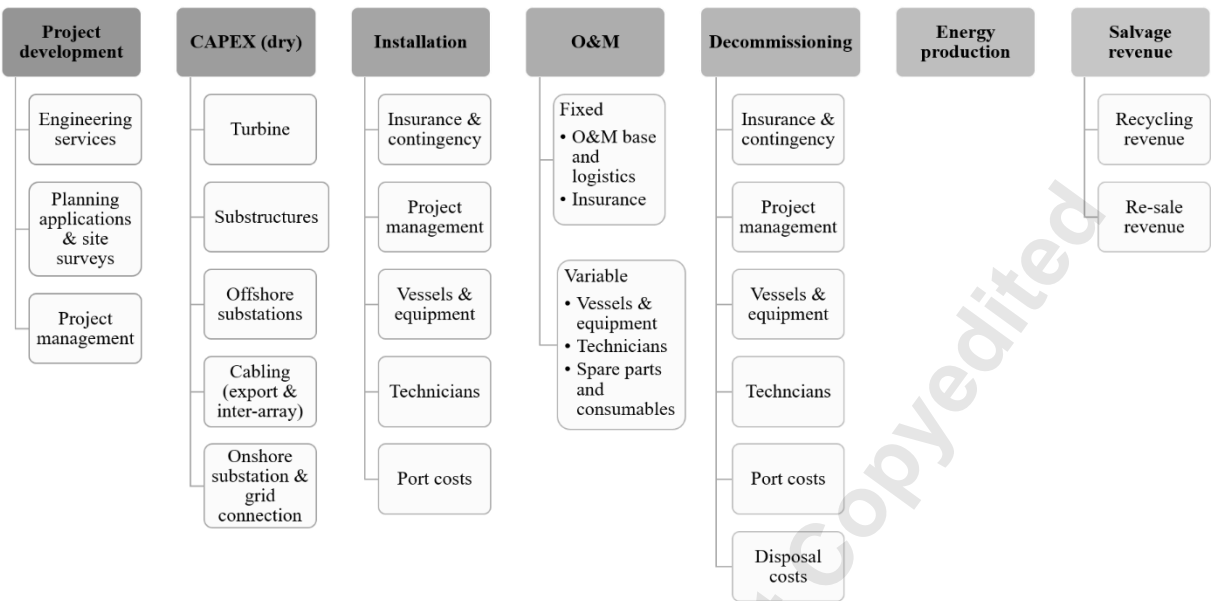 Project
development
Engineering
services
Planning
applications
& site
surveys
Project
management
CAPEX (dry)
Turbine
Substructures
Offshore
substations
Cabling
(export &
inter-array)
Onshore
substation &
grid
connection
Installation
Insurance &
contingency
Project
management
Vessels &
equipment
Technicians
Port costs
O&M
Fixed
• O&M base
and
logistics
• Insurance
Variable
• Vessels &
equipment
• Technicians
• Spare parts
and
consumables
Decommissioning
Insurance &
contingency
Project
management
Vessels &
equipment
Techncians
Port costs
Disposal
costs
Energy
production
Salvage
revenue
Recycling
revenue
Re-sale
revenue
Copyedited